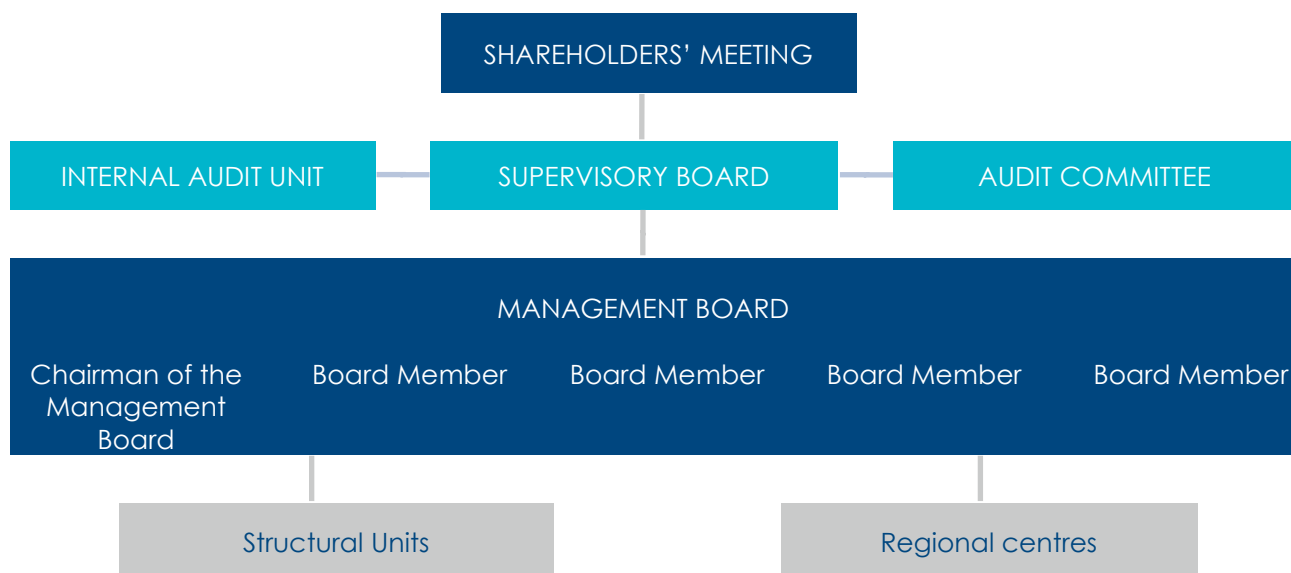 SHAREHOLDERS’ MEETING
INTERNAL AUDIT UNIT
SUPERVISORY BOARD
AUDIT COMMITTEE
MANAGEMENT BOARD
Chairman of the
Management
Board
Board Member
Board Member
Board Member
Board Member
Structural Units
Regional centres